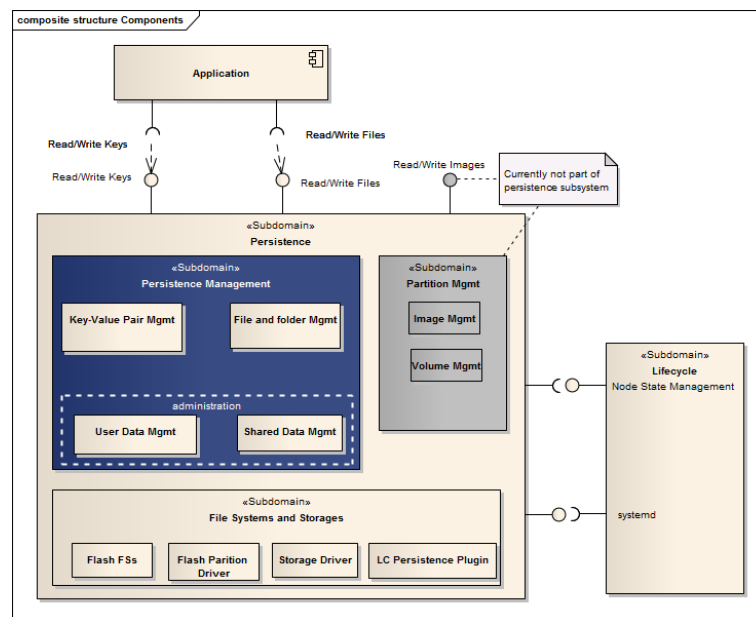 composite structure Components
Application
Read/Write Keys
Read/Write Files
Read/Write Keys
Read/Write Files
Read/Write Images
Currently not part of
persistence subsystem
«Subdomain»
Persistence
«Subdomain»
Persistence Management
Key-Value Pair Mgmt
File and folder Mgmt
administration
User Data Mgmt
Shared Data Mgmt
«Subdomain»
Partition Mgmt
Image Mgmt
Volume Mgmt
«Subdomain»
Lifecycle
Node State Management
systemd
«Subdomain»
File Systems and Storages
Flash FSs
Flash Parition
Driver
Storage Driver
LC Persistence Plugin